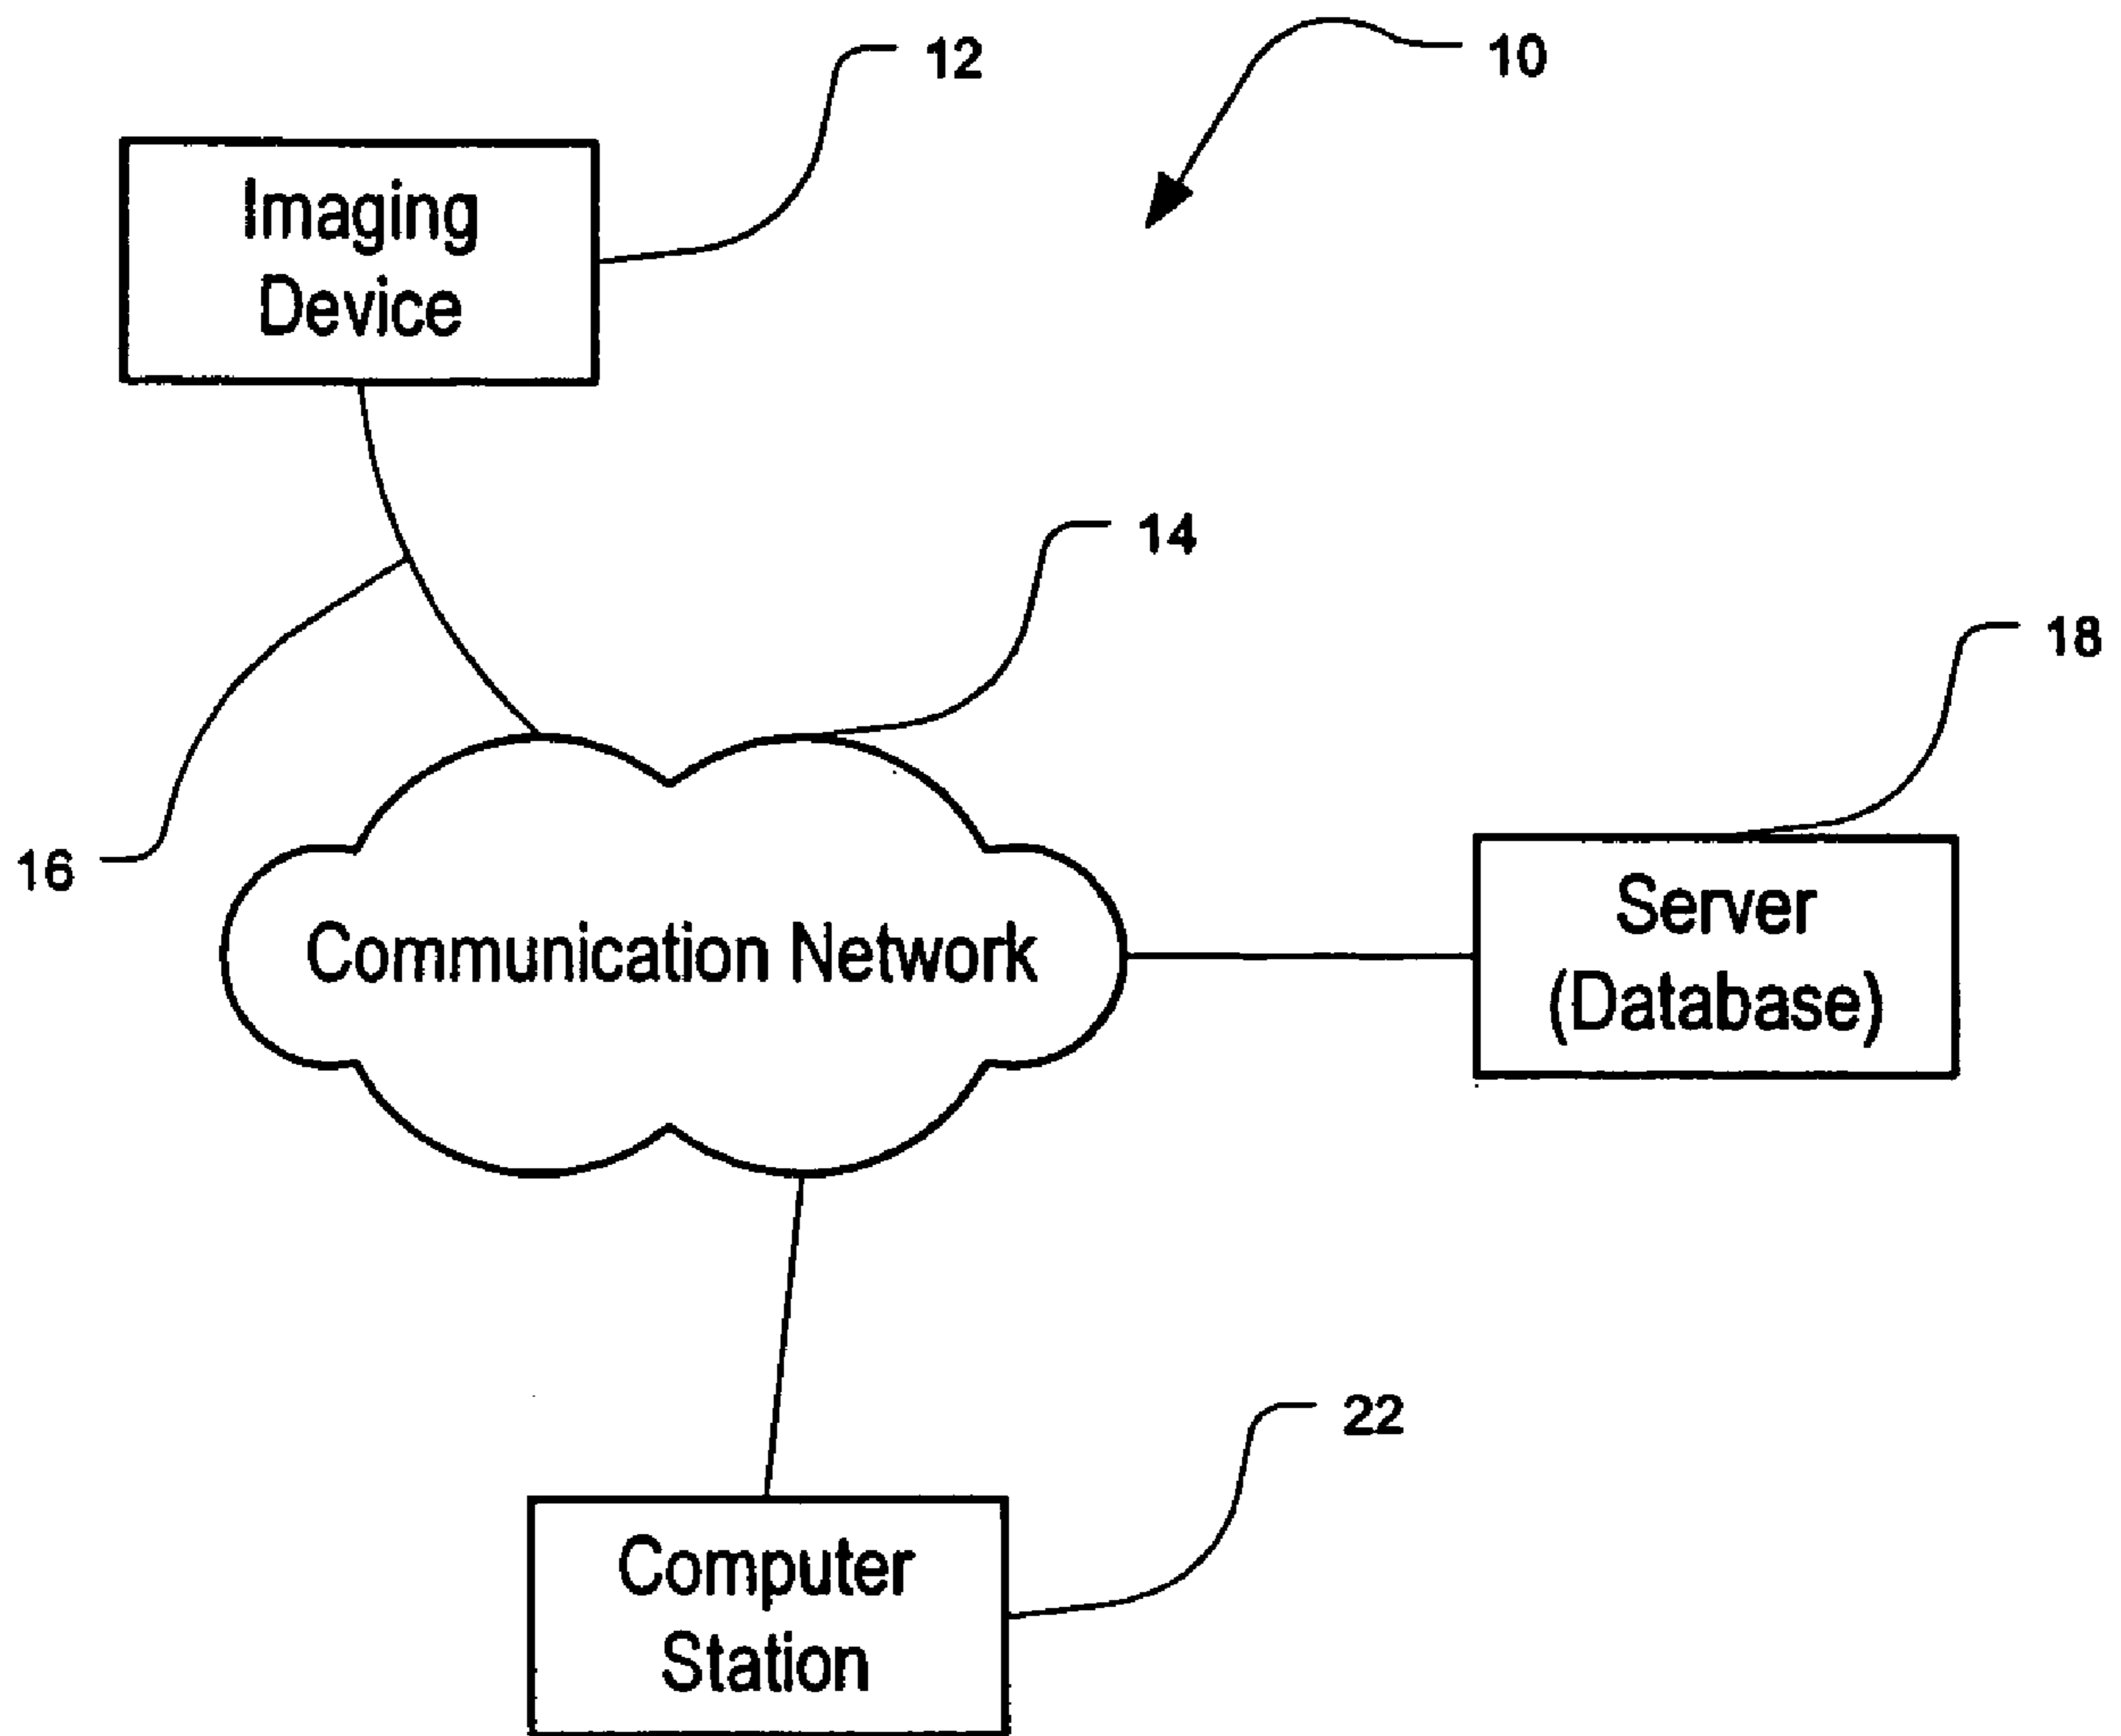 12
10
Imaging
Device
14
18
16
Communication Network
Server
(Database)
22
Computer
Station